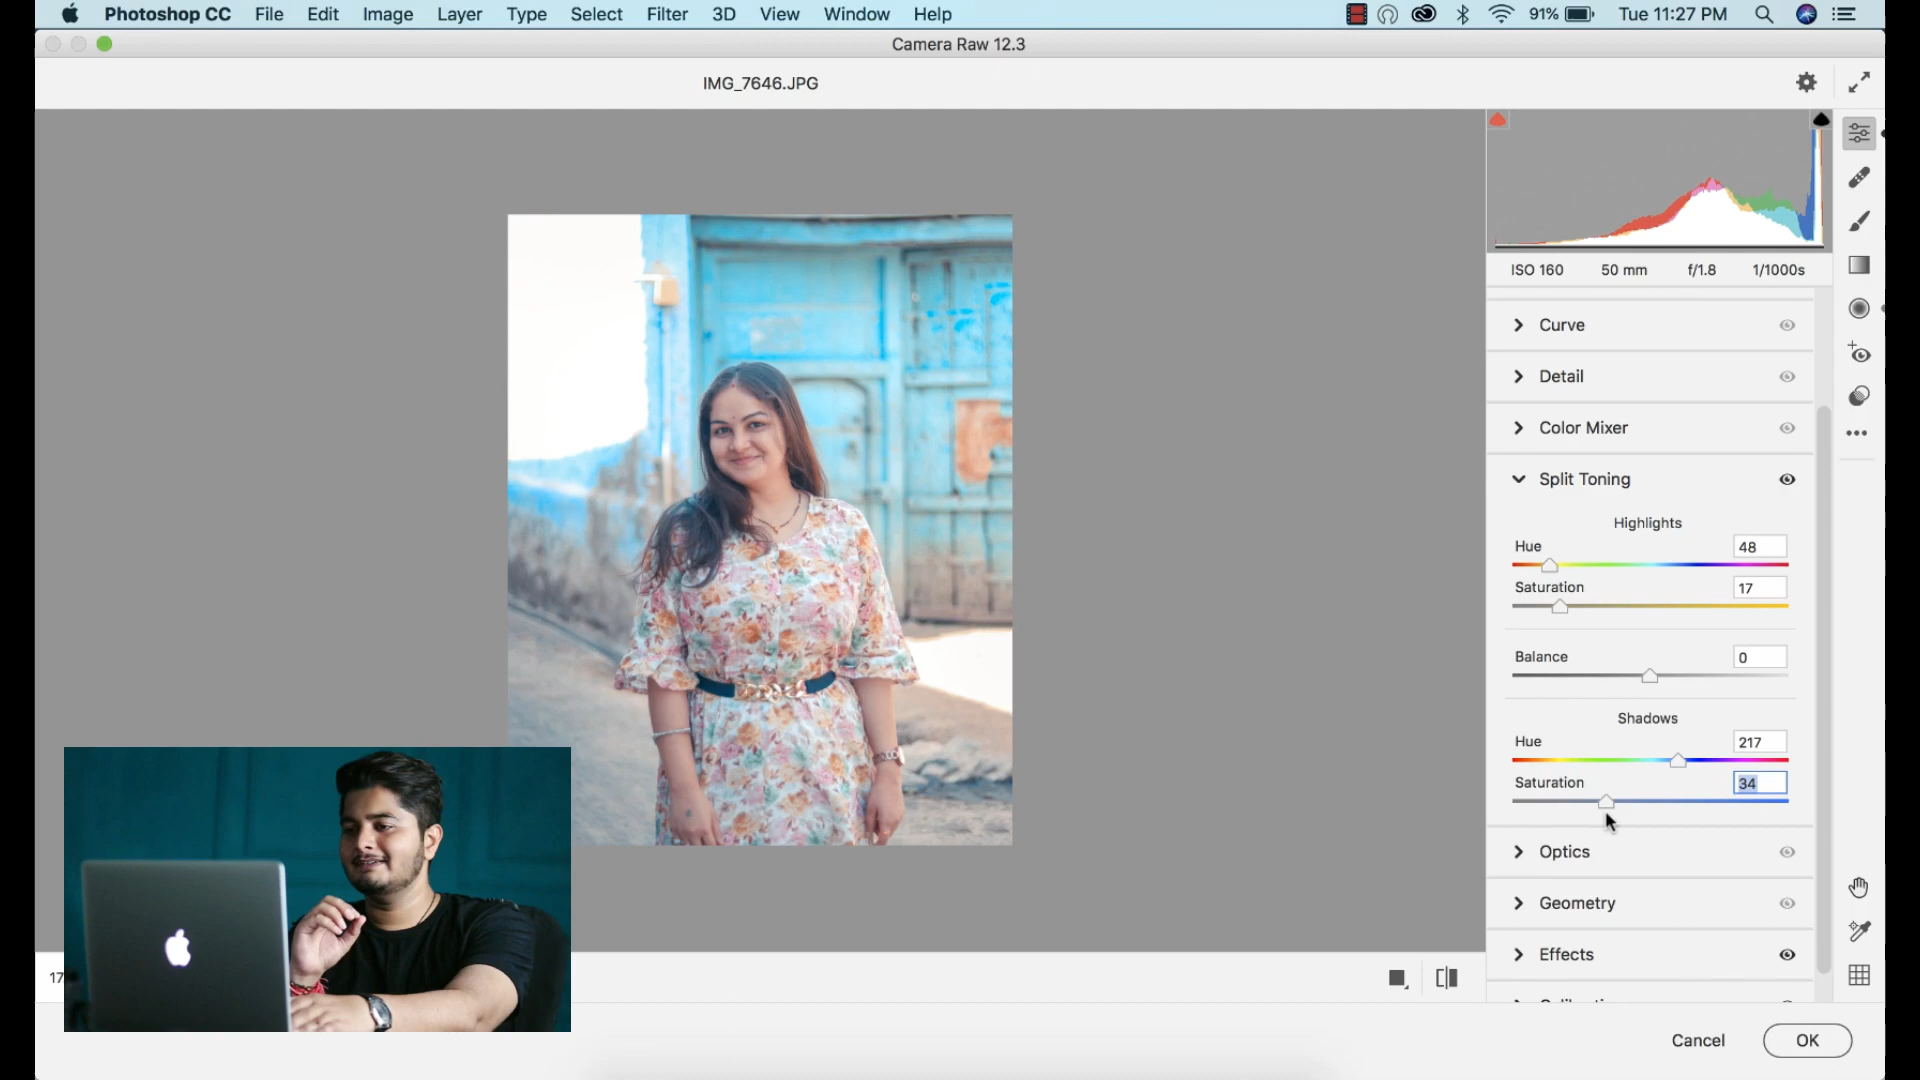 Photoshop CC File Edit Image Layer Type Select Filter 3D View Window Help 91% Tue 11:27 PM
Camera Raw 12.3
IMG_7646.JPG
ISO 160 50 mm f/1.8 1/1000s
Curve
Detail
Color Mixer
Split Toning
Highlights
Hue 48
Saturation 17
Balance 0
Shadows
Hue 217
Saturation 34
Optics
Geometry
Effects
17
Cancel OK